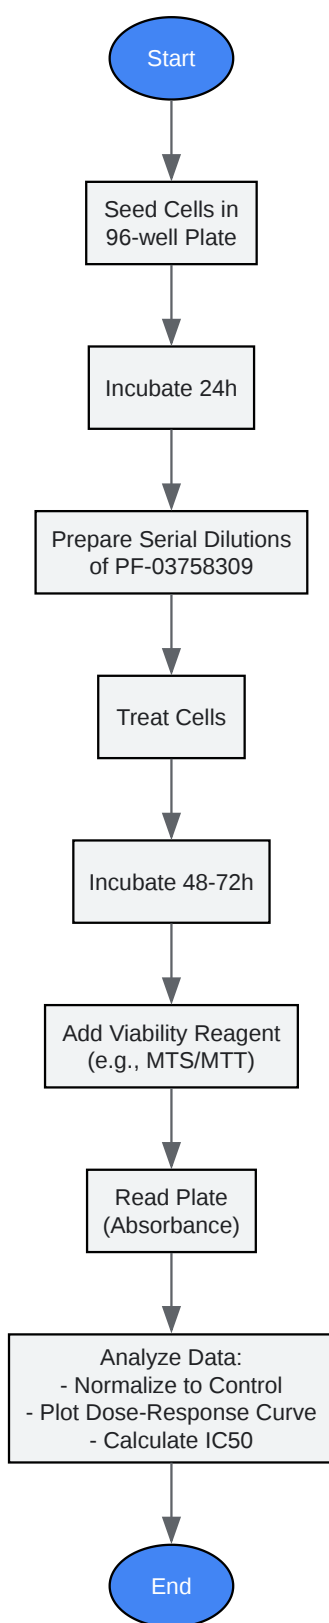 Start
Seed Cells in
96-well Plate
Incubate 24h
Prepare Serial Dilutions
of PF-03758309
Treat Cells
Incubate 48-72h
Add Viability Reagent
(e.g., MTS/MTT)
Read Plate
(Absorbance)
Analyze Data:
- Normalize to Control
- Plot Dose-Response Curve
- Calculate IC50
End